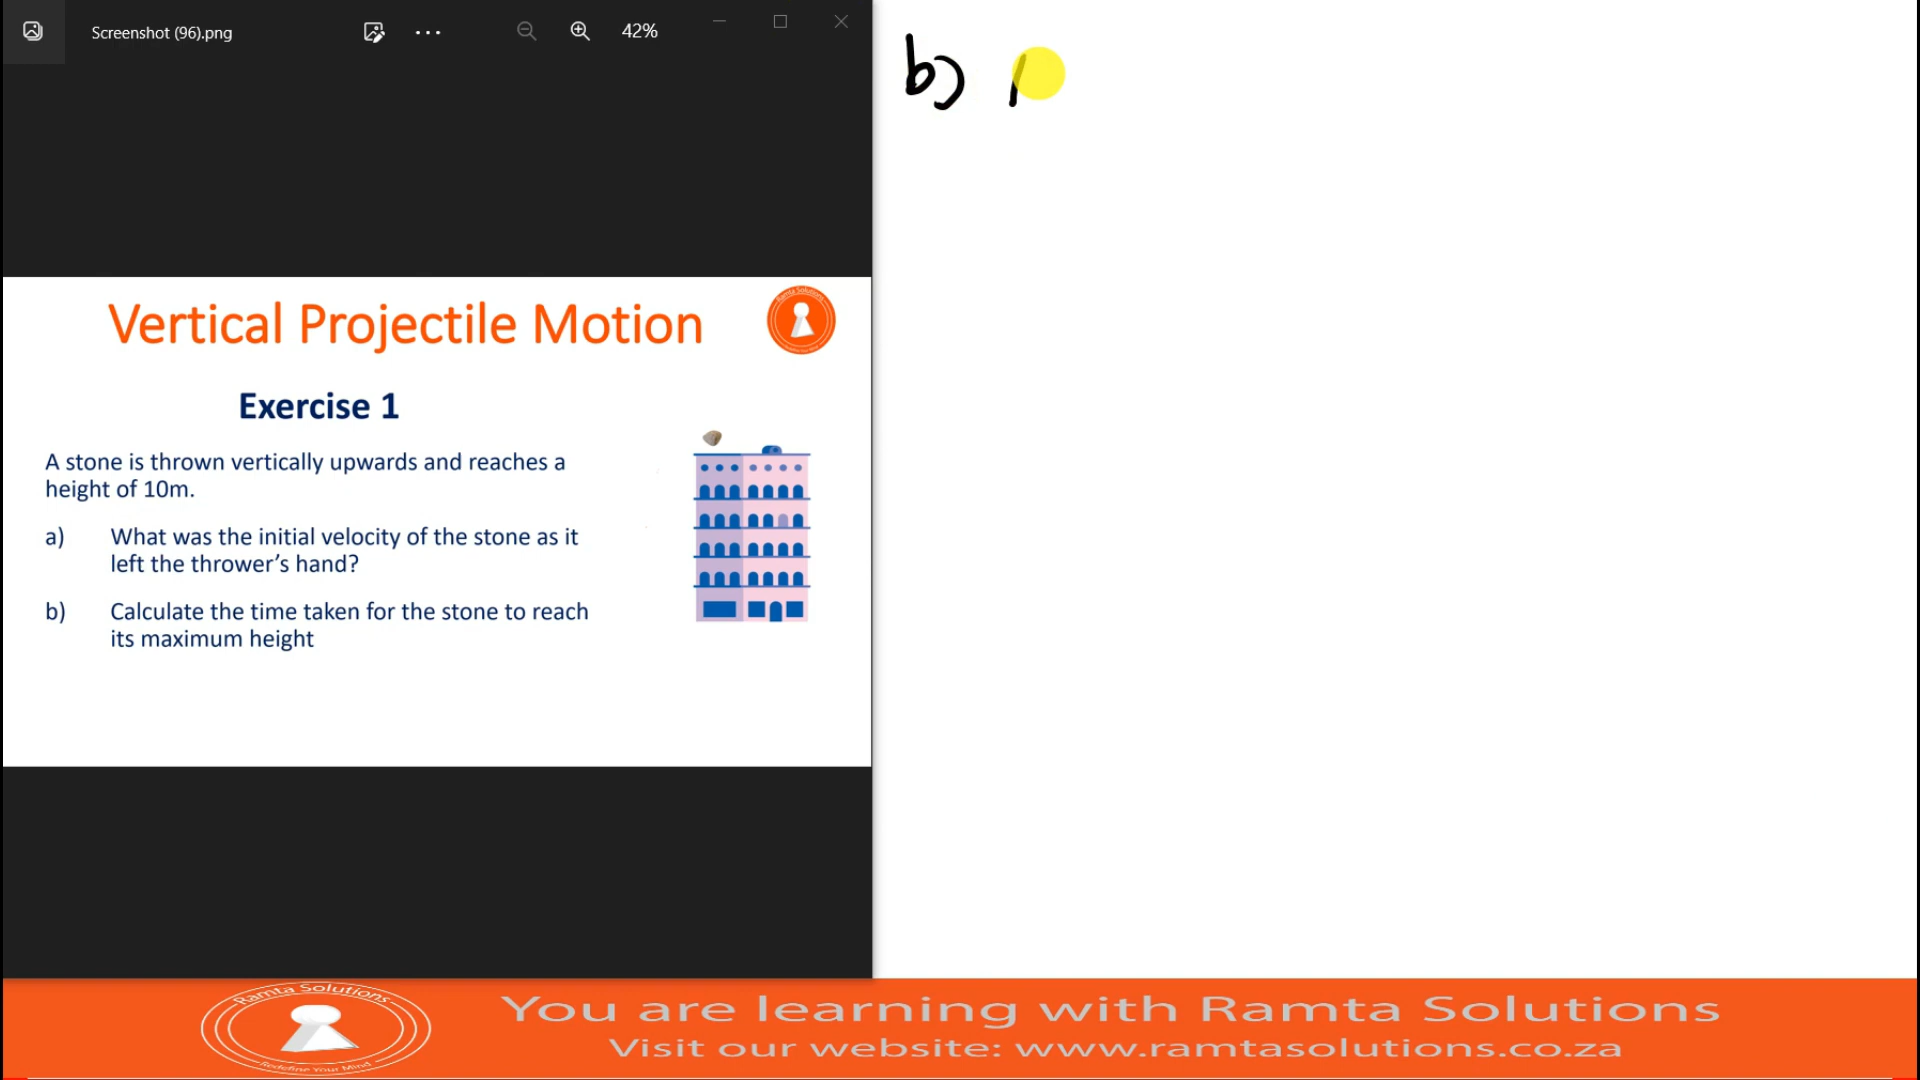 Screenshot (96).png
42%
b)
Vertical Projectile Motion
Ramta Solutions
Exercise 1
A stone is thrown vertically upwards and reaches a
height of 10m.
a) What was the initial velocity of the stone as it
left the thrower’s hand?
b) Calculate the time taken for the stone to reach
its maximum height
Ramta Solutions
Redefine Your Mind
You are learning with Ramta Solutions
Visit our website: www.ramtasolutions.co.za